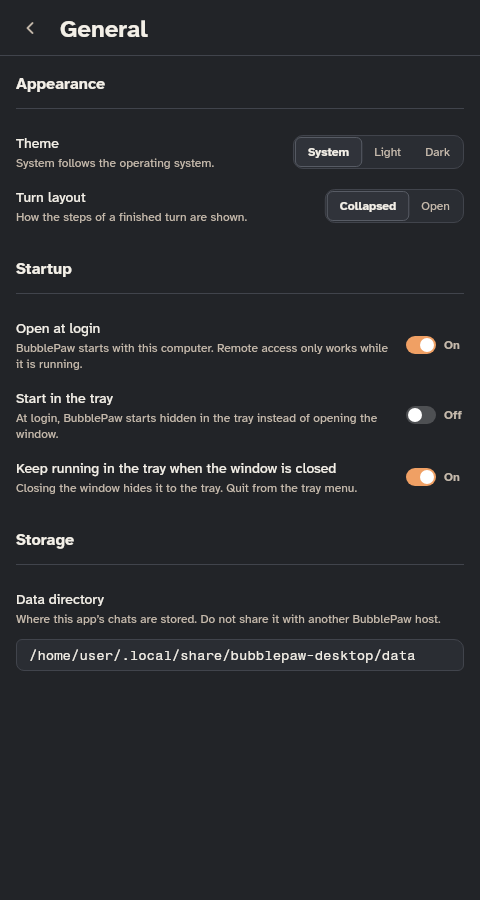 General
Appearance
Theme
System follows the operating system.
System
Light
Dark
Turn layout
How the steps of a finished turn are shown.
Collapsed
Open
Startup
Open at login
BubblePaw starts with this computer. Remote access only works while
it is running.
On
Start in the tray
At login, BubblePaw starts hidden in the tray instead of opening the
window.
Off
Keep running in the tray when the window is closed
Closing the window hides it to the tray. Quit from the tray menu.
On
Storage
Data directory
Where this app's chats are stored. Do not share it with another BubblePaw host.
/home/user/.local/share/bubblepaw-desktop/data